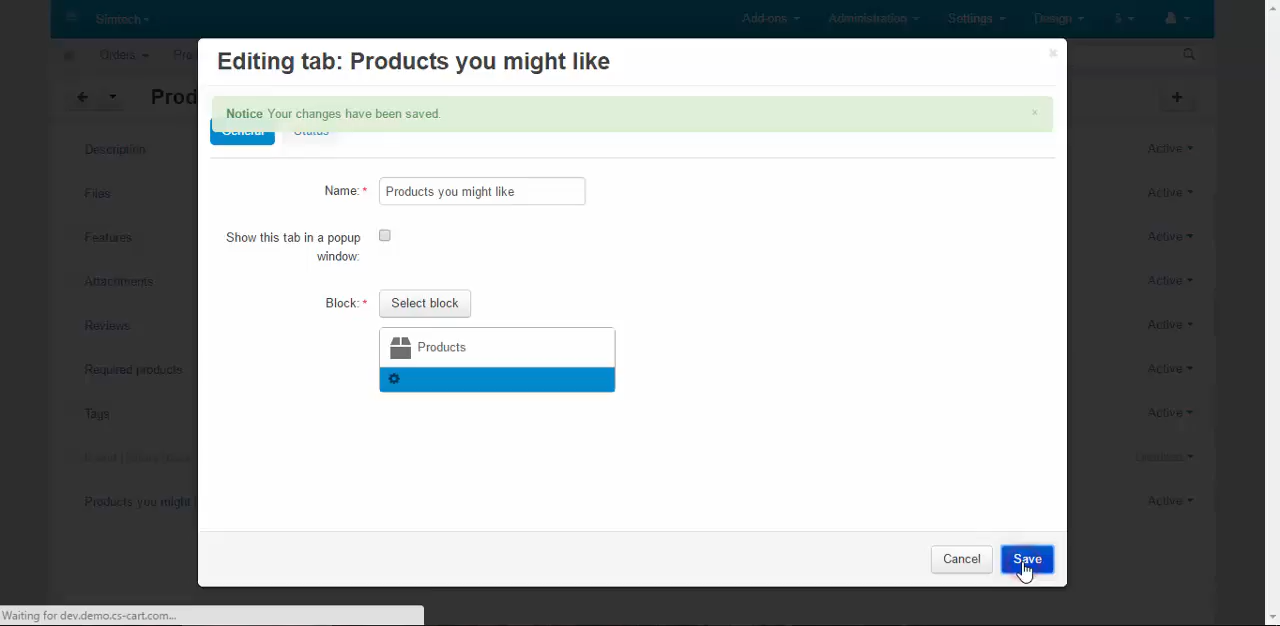 Simtech
Add-ons
Administration
Settings
Design
$
Orders
Pro
Editing tab: Products you might like
×
Prod
Notice Your changes have been saved.
×
General
Status
Description
Active
Name: *
Products you might like
Files
Active
Show this tab in a popup
window:
Features
Active
Attachments
Active
Block: *
Select block
Reviews
Active
Products
Required products
Active
Tags
Active
Products you might
Active
Cancel
Save
Waiting for dev.demo.cs-cart.com...